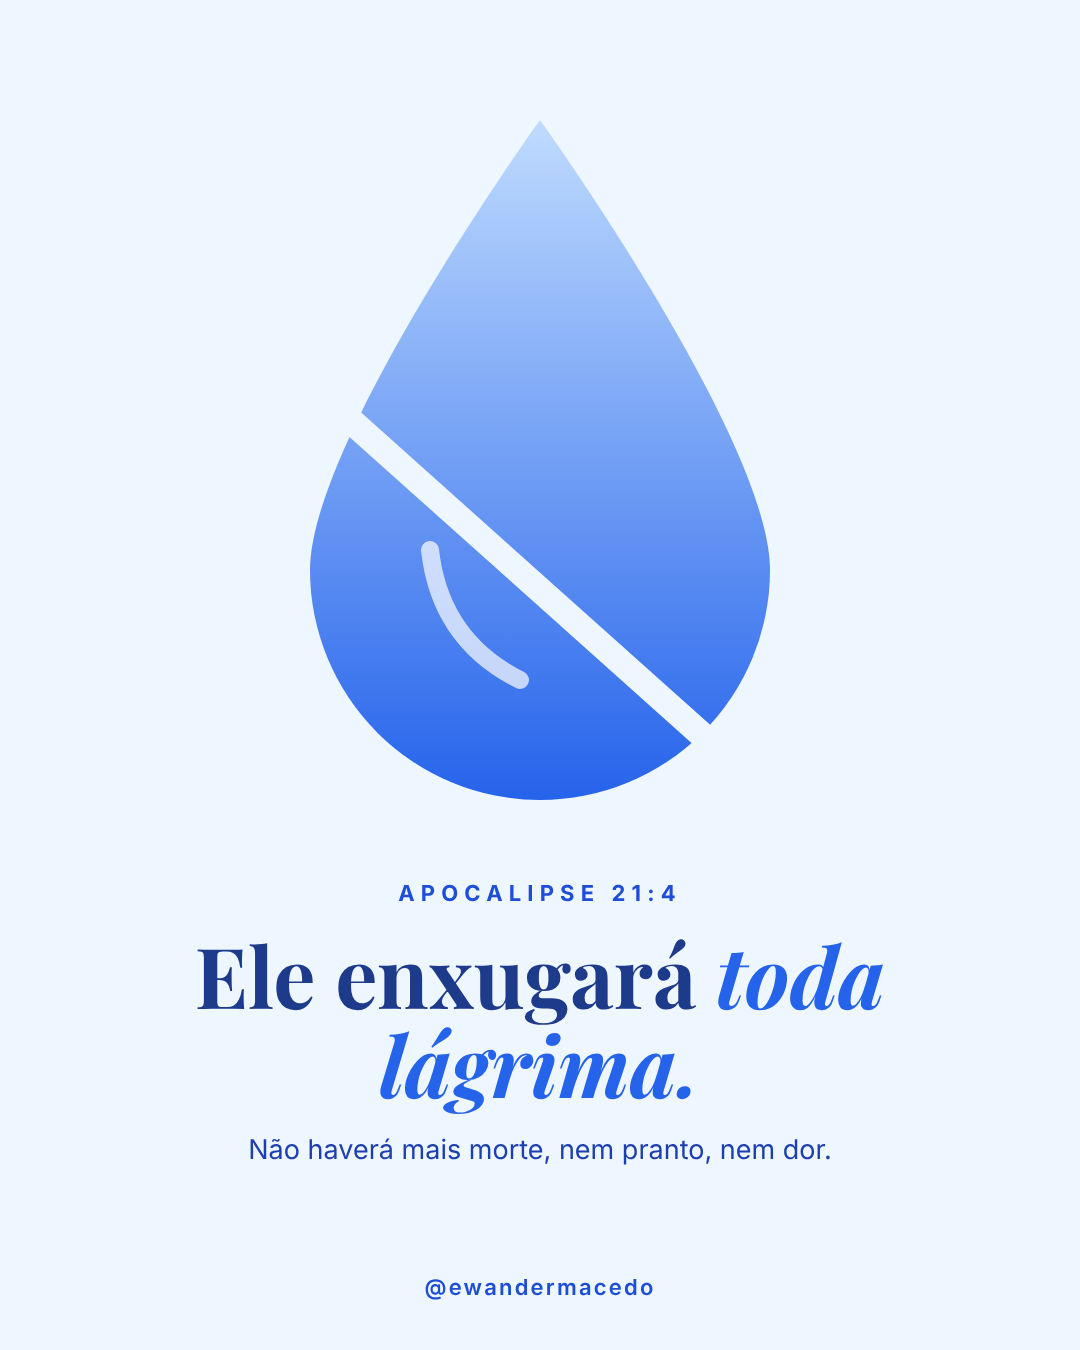 APOCALIPSE 21:4
Ele enxugará toda
lágrima.
Não haverá mais morte, nem pranto, nem dor.
@ewandermacedo